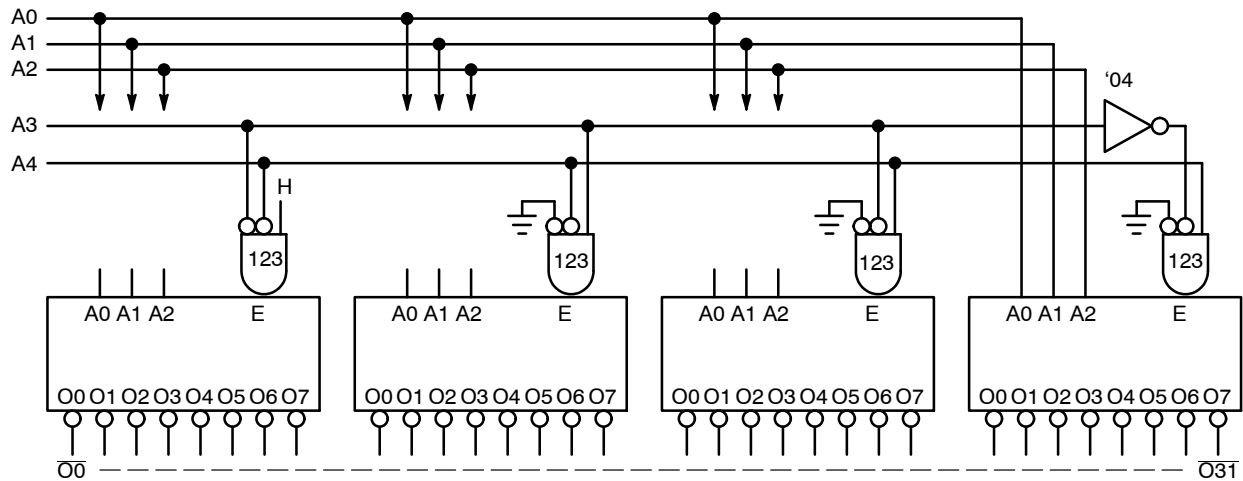 A0
A1
A2
‘04
A3
A4
H
123 123 123 123
A0 A1 A2 E A0 A1 A2 E A0 A1 A2 E A0 A1 A2 E
O0 O1 O2 O3 O4 O5 O6 O7 O0 O1 O2 O3 O4 O5 O6 O7 O0 O1 O2 O3 O4 O5 O6 O7 O0 O1 O2 O3 O4 O5 O6 O7
O0 O31